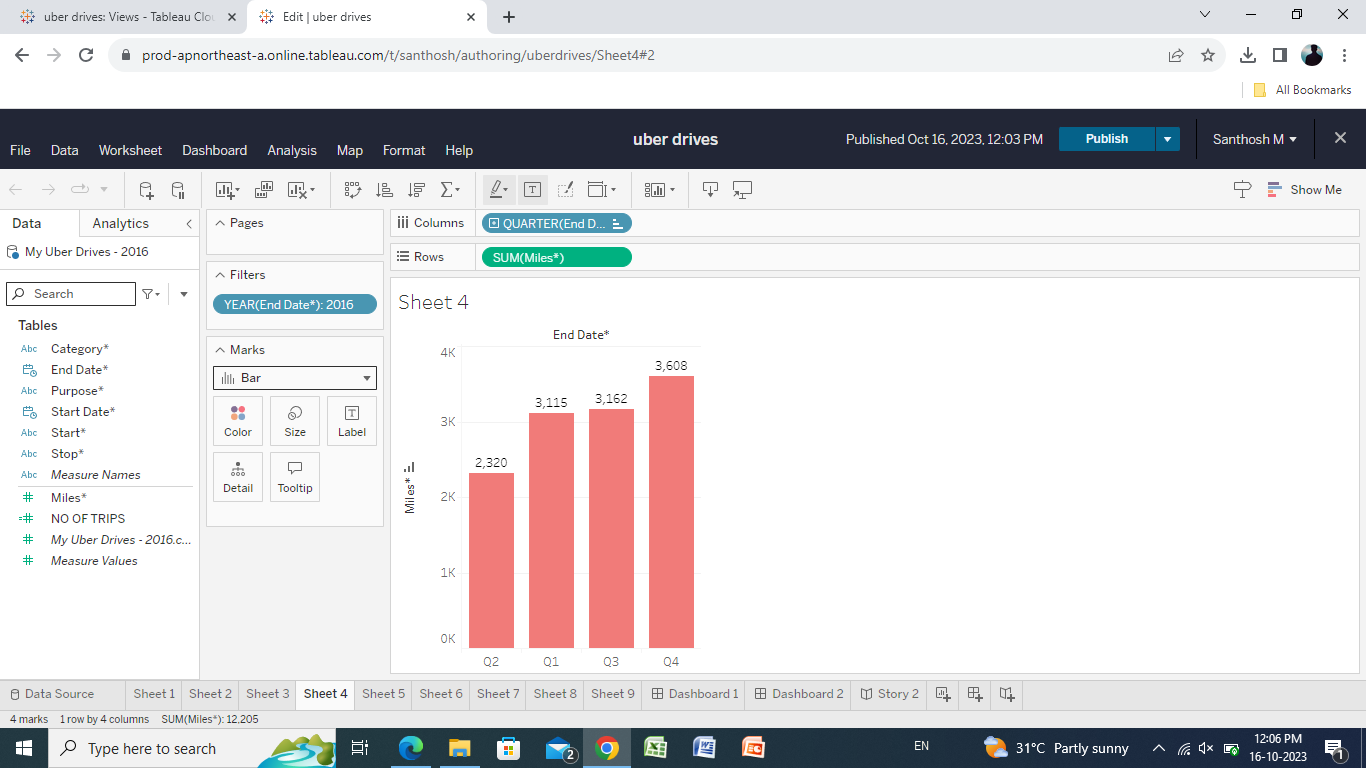 uber drives: Views - Tableau Clou
Edit | uber drives
prod-apnortheast-a.online.tableau.com/t/santhosh/authoring/uberdrives/Sheet4#2
All Bookmarks
uber drives
Published Oct 16, 2023, 12:03 PM
Publish
Santhosh M
File Data Worksheet Dashboard Analysis Map Format Help
Show Me
Data Analytics
My Uber Drives - 2016
Search
Tables
Abc Category*
End Date*
Abc Purpose*
Start Date*
Abc Start*
Abc Stop*
Abc Measure Names
Miles*
NO OF TRIPS
My Uber Drives - 2016.c...
Measure Values
Pages
Filters
YEAR(End Date*): 2016
Marks
Bar
Color Size Label
Detail Tooltip
Columns QUARTER(End D...
Rows SUM(Miles*)
Sheet 4
End Date*
4K
3K
2K
1K
0K
Miles*
2,320
3,115
3,162
3,608
Q2 Q1 Q3 Q4
Data Source Sheet 1 Sheet 2 Sheet 3 Sheet 4 Sheet 5 Sheet 6 Sheet 7 Sheet 8 Sheet 9 Dashboard 1 Dashboard 2 Story 2
4 marks 1 row by 4 columns SUM(Miles*): 12,205
Type here to search
2
EN
31°C Partly sunny
12:06 PM
16-10-2023
1